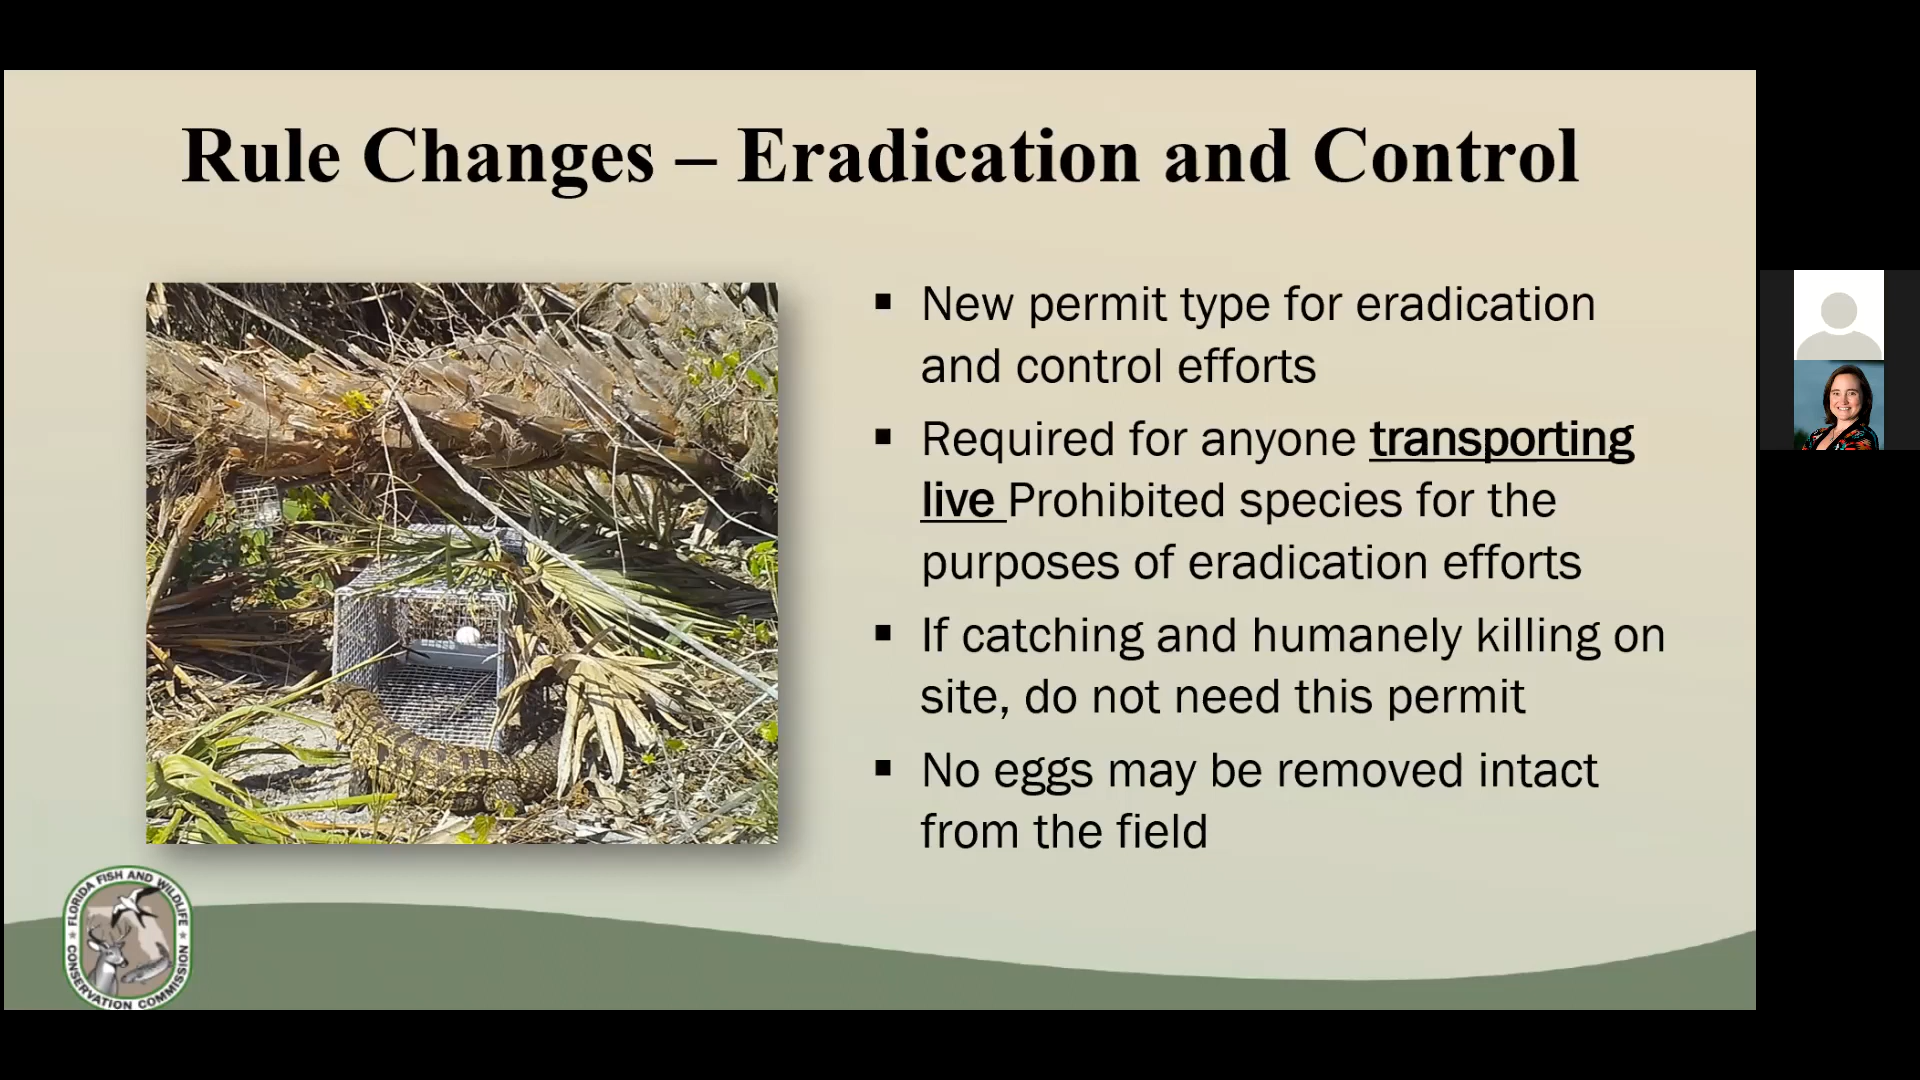 Rule Changes – Eradication and Control
▪ New permit type for eradication
and control efforts
▪ Required for anyone transporting
live Prohibited species for the
purposes of eradication efforts
▪ If catching and humanely killing on
site, do not need this permit
▪ No eggs may be removed intact
from the field
FLORIDA FISH AND WILDLIFE
CONSERVATION COMMISSION